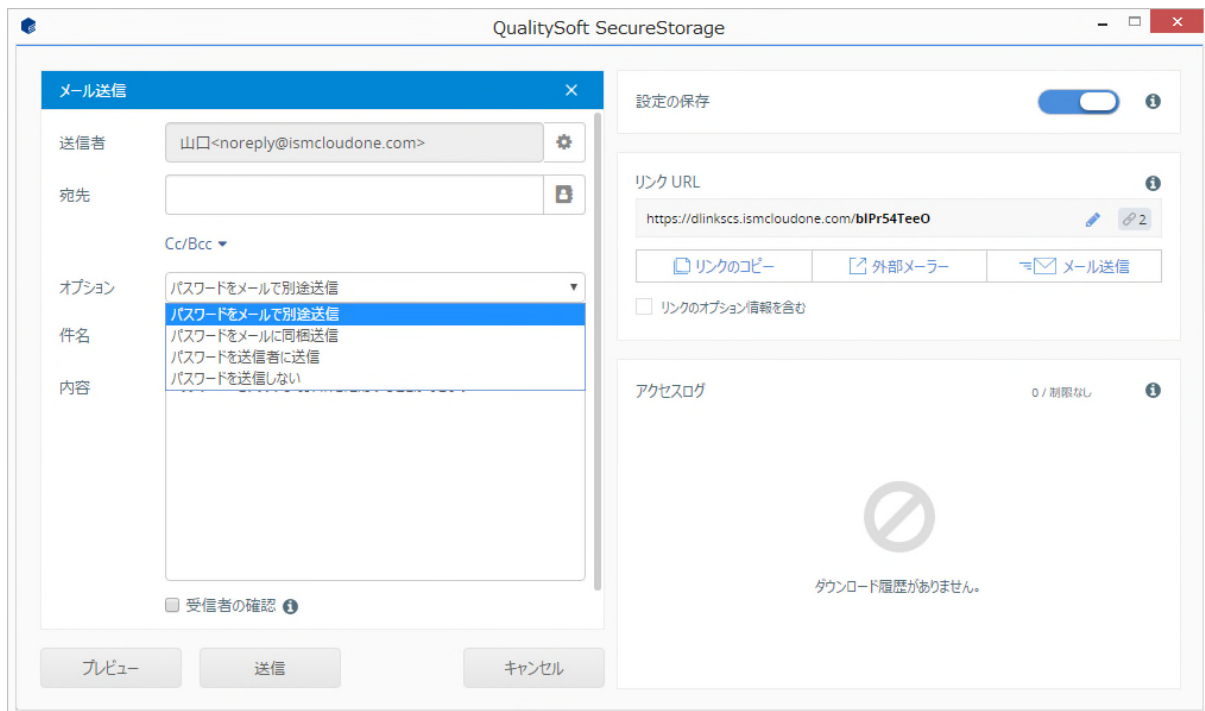 QualitySoft SecureStorage
メール送信
送信者
山口<noreply@ismcloudone.com>
宛先
Cc/Bcc
オプション
パスワードをメールで別途送信
パスワードをメールで別途送信
パスワードをメールに同梱送信
パスワードを送信者に送信
パスワードを送信しない
件名
内容
受信者の確認
プレビュー
送信
キャンセル
設定の保存
リンク URL
https://dlinkscs.ismcloudone.com/blPr54TeeO
2
リンクのコピー
外部メーラー
メール送信
リンクのオプション情報を含む
アクセスログ
0 / 制限なし
ダウンロード履歴がありません。